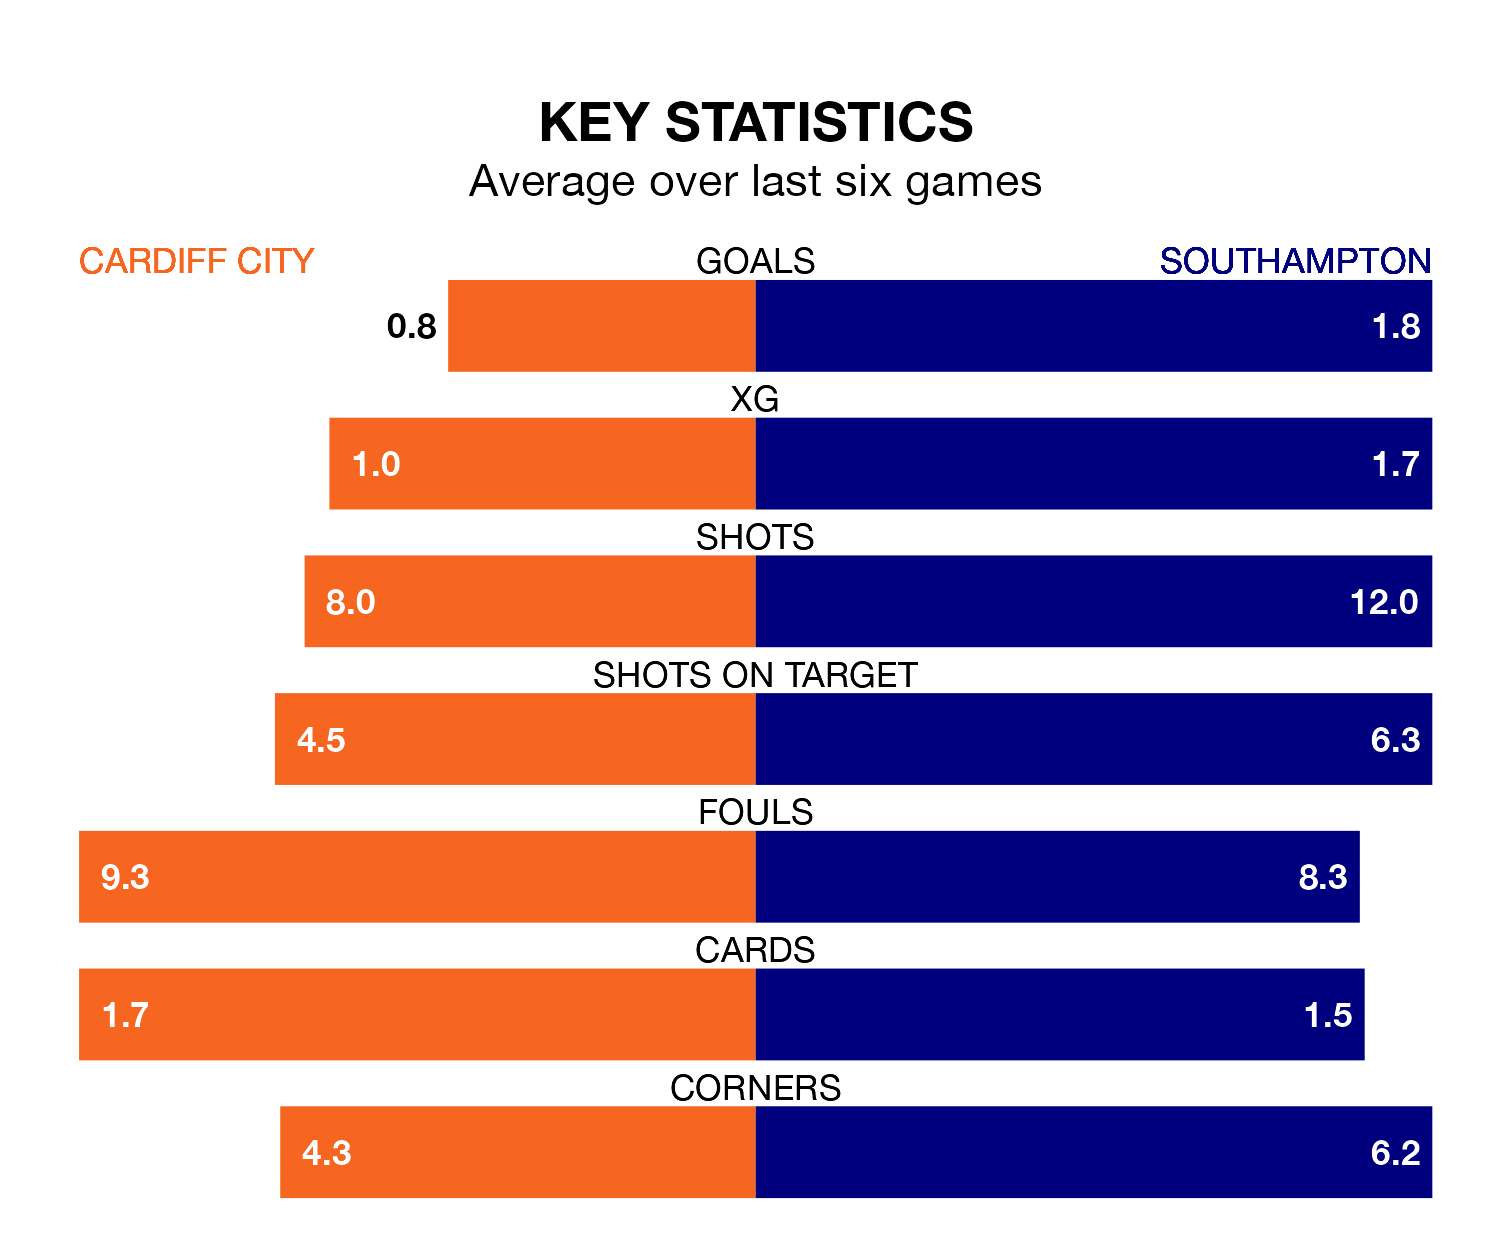 KEY STATISTICS
Average over last six games
CARDIFF CITY GOALS SOUTHAMPTON
0.8 1.8
XG
1.0 1.7
SHOTS
8.0 12.0
SHOTS ON TARGET
4.5 6.3
FOULS
9.3 8.3
CARDS
1.7 1.5
CORNERS
4.3 6.2